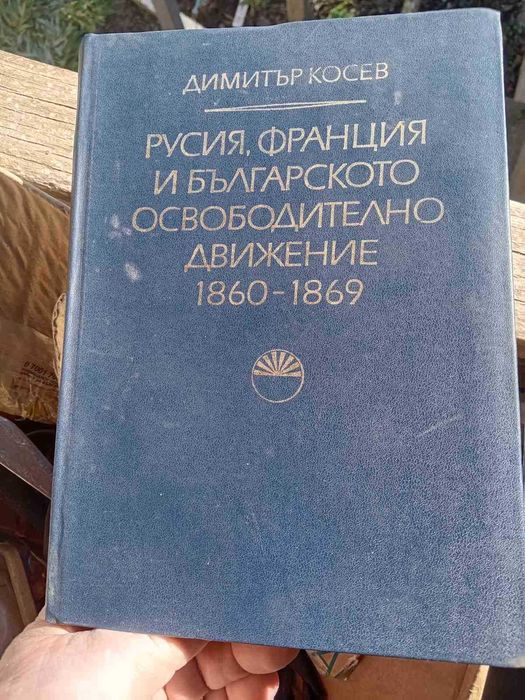 ДИМИТЪР КОСЕВ
РУСИЯ, ФРАНЦИЯ
И БЪЛГАРСКОТО
ОСВОБОДИТЕЛНО
ДВИЖЕНИЕ
1860-1869